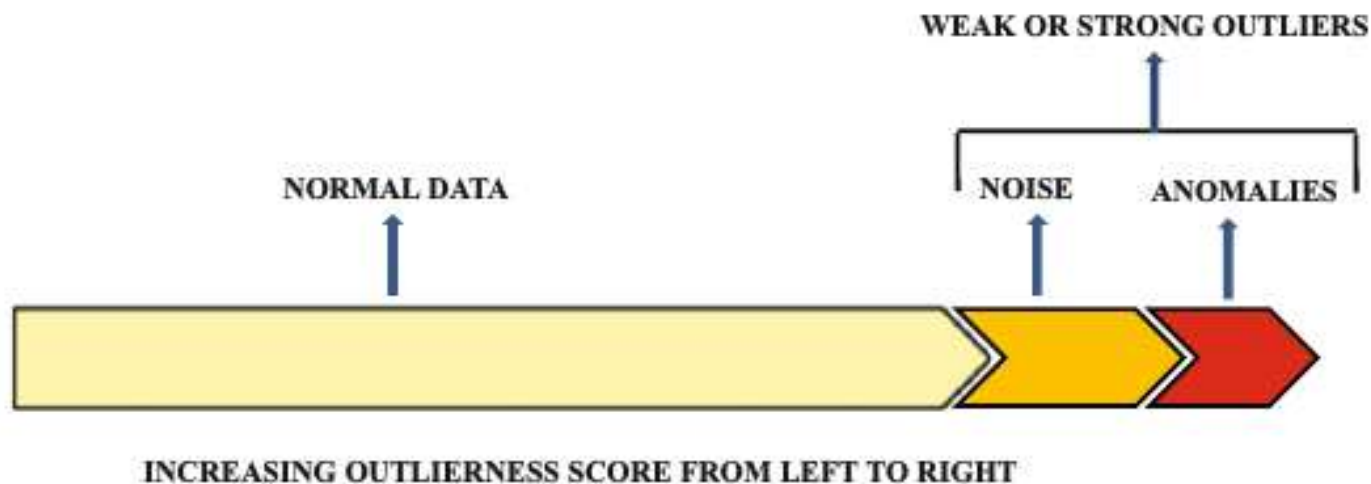 WEAK OR STRONG OUTLIERS
NORMAL DATA
NOISE
ANOMALIES
INCREASING OUTLIERNESS SCORE FROM LEFT TO RIGHT